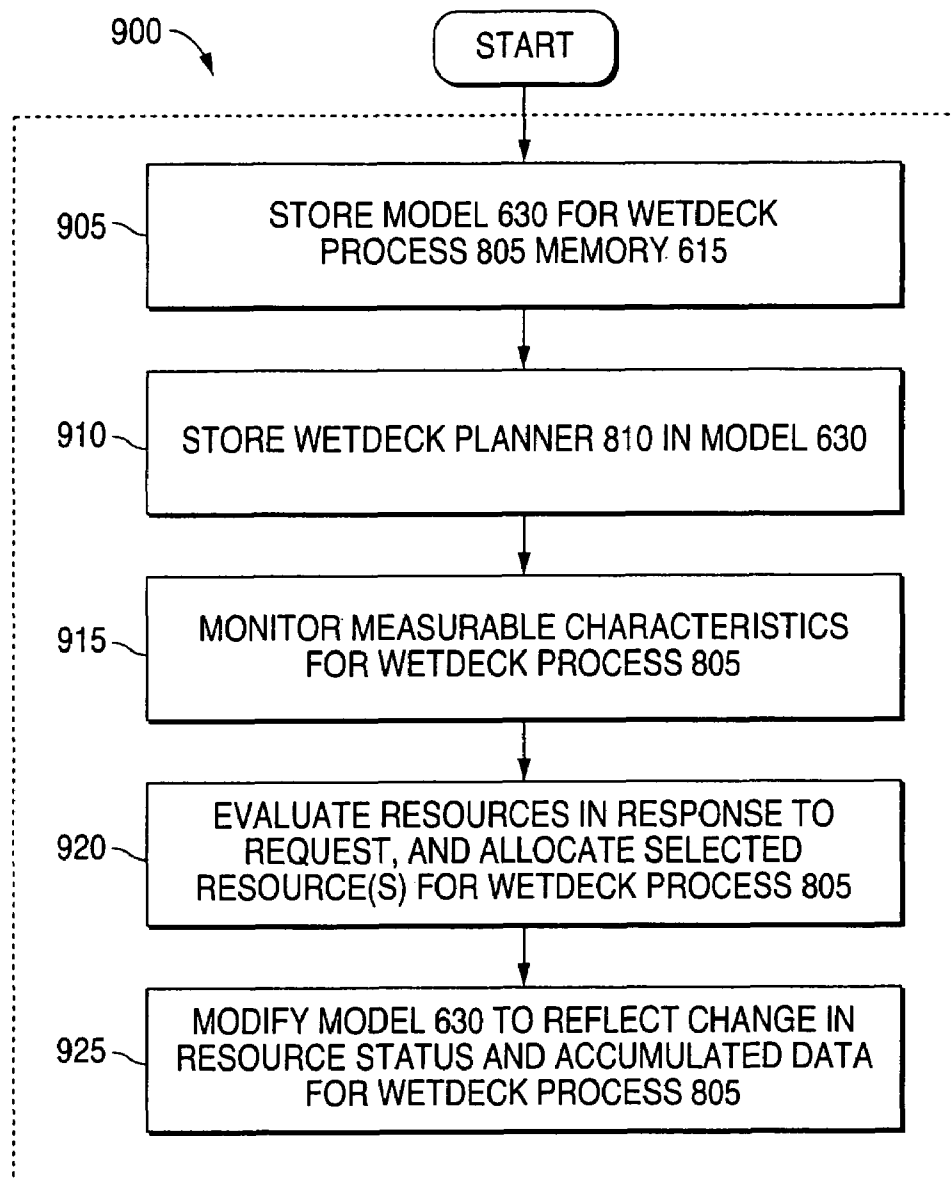 900
START
905
STORE MODEL 630 FOR WETDECK
PROCESS 805 MEMORY 615
910
STORE WETDECK PLANNER 810 IN MODEL 630
915
MONITOR MEASURABLE CHARACTERISTICS
FOR WETDECK PROCESS 805
920
EVALUATE RESOURCES IN RESPONSE TO
REQUEST, AND ALLOCATE SELECTED
RESOURCE(S) FOR WETDECK PROCESS 805
925
MODIFY MODEL 630 TO REFLECT CHANGE IN
RESOURCE STATUS AND ACCUMULATED DATA
FOR WETDECK PROCESS 805